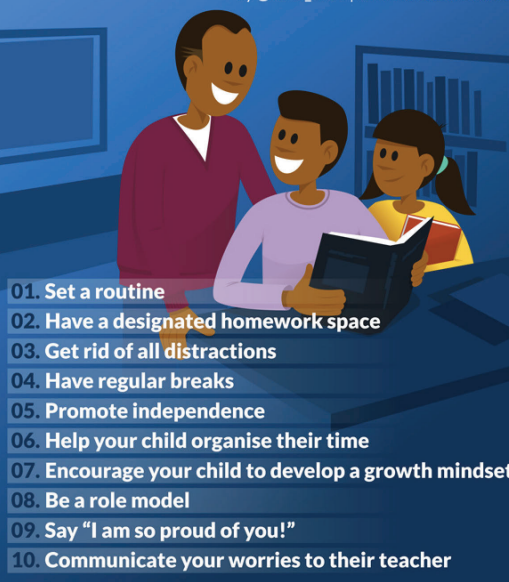 01. Set a routine
02. Have a designated homework space
03. Get rid of all distractions
04. Have regular breaks
05. Promote independence
06. Help your child organise their time
07. Encourage your child to develop a growth mindset
08. Be a role model
09. Say “I am so proud of you!”
10. Communicate your worries to their teacher